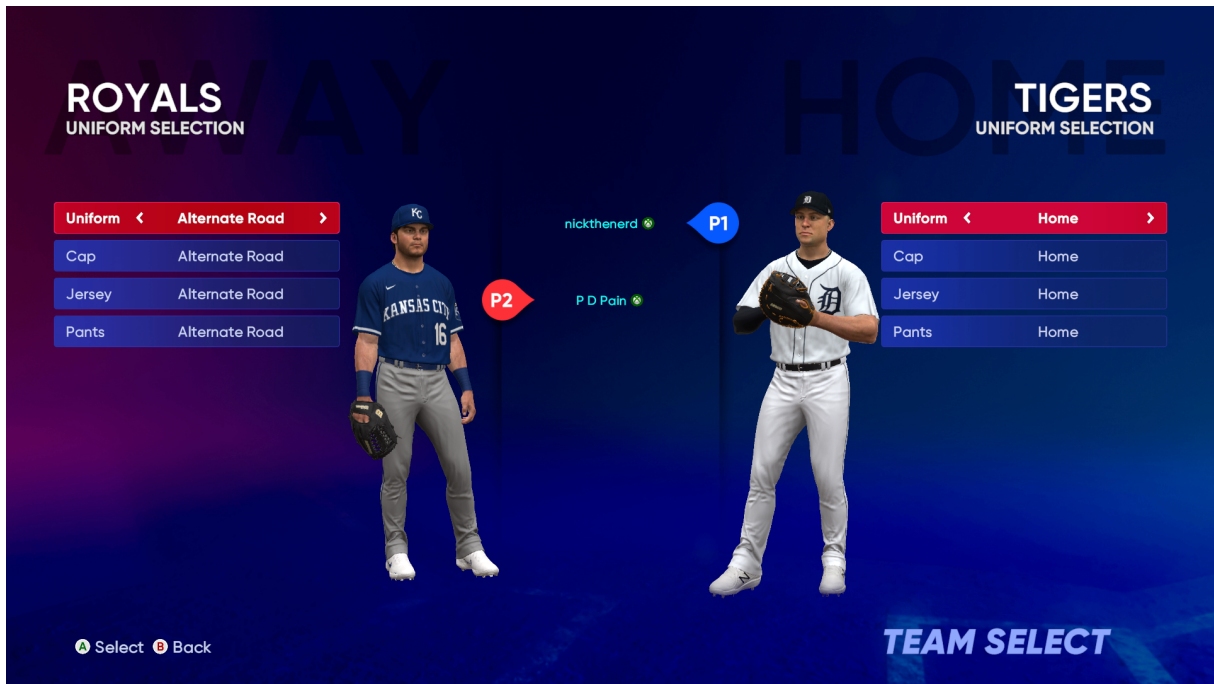 AWAY
ROYALS
UNIFORM SELECTION
HOME
TIGERS
UNIFORM SELECTION
Uniform Alternate Road
Cap Alternate Road
Jersey Alternate Road
Pants Alternate Road
KC
KANSAS CITY
16
nickthenerd
P1
P2
P D Pain
D
D
Uniform Home
Cap Home
Jersey Home
Pants Home
A Select B Back
TEAM SELECT